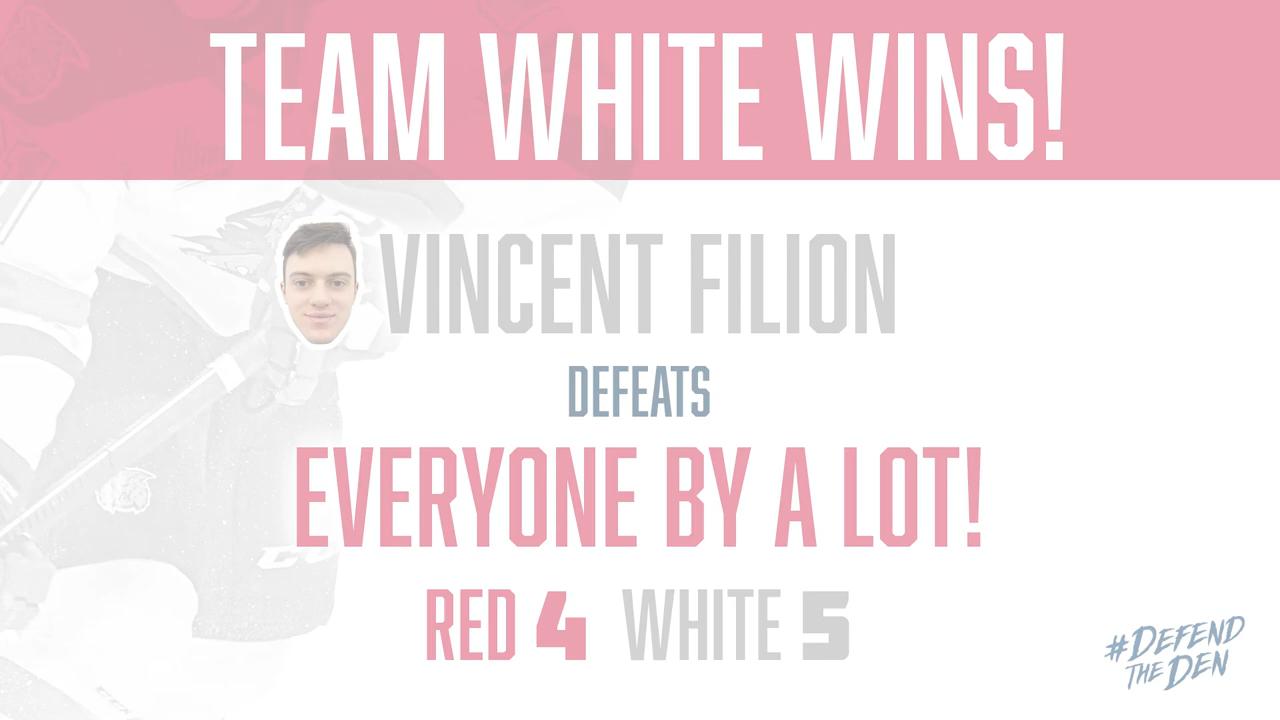 TEAM WHITE WINS!
VINCENT FILION
DEFEATS
EVERYONE BY A LOT!
RED 4 WHITE 5
#DEFEND
THE DEN